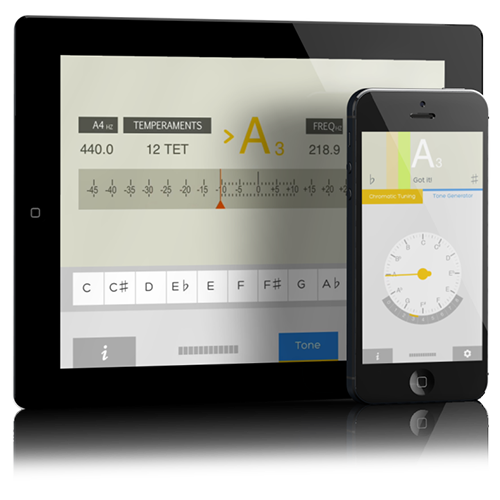 A4 HZ TEMPERAMENTS >A3 FREQ HZ
440.0 12 TET 218.9
-45 -40 -35 -30 -25 -20 -15 -10 -5 0 5 10 15 20
C C♯ D E♭ E F F♯ G A♭
i Tone
A3
♭ Got it! ♯
Chromatic Tuning Tone Generator
i